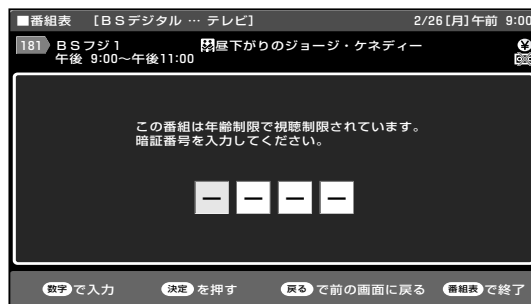 ■番組表 [BSデジタル … テレビ] 2/26[月]午前 9:00
181 BSフジ1 昼下がりのジョージ・ケネディー
午後 9:00~午後11:00
この番組は年齢制限で視聴制限されています。
暗証番号を入力してください。
― ― ― ―
数字 で入力 決定 を押す 戻る で前の画面に戻る 番組表 で終了